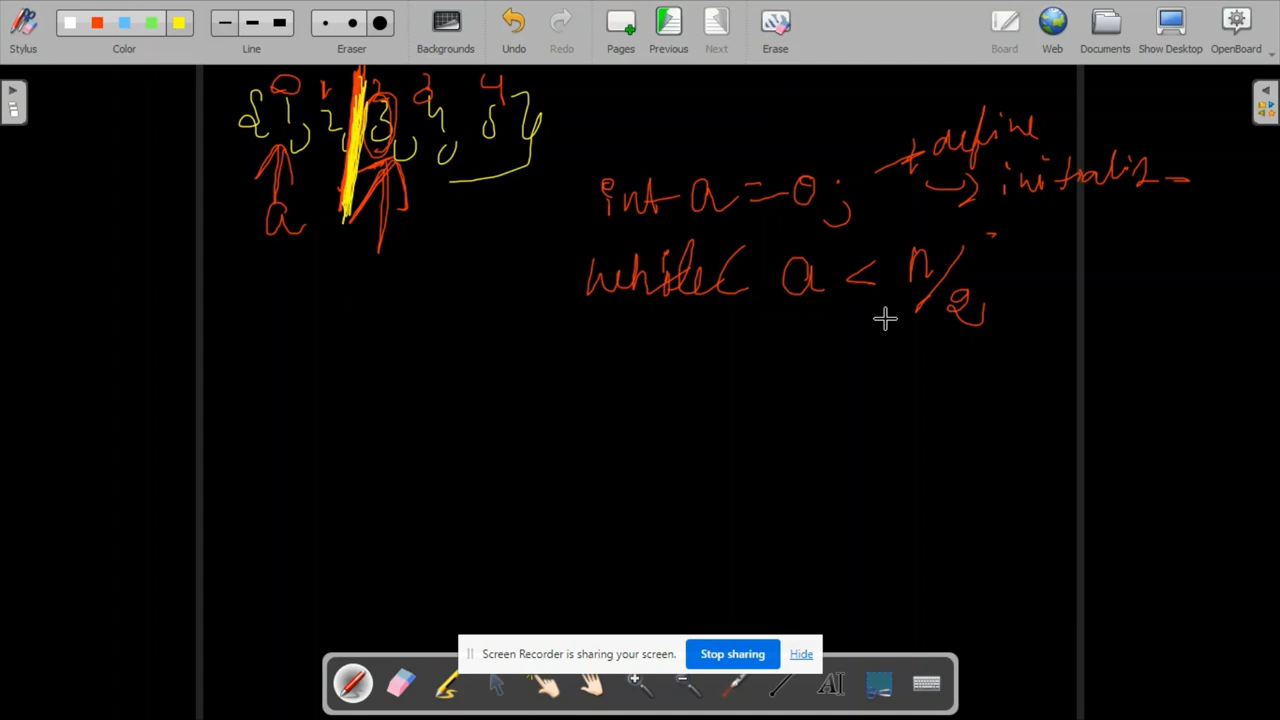 Stylus Color Line Eraser Backgrounds Undo Redo Pages Previous Next Erase Board Web Documents Show Desktop OpenBoard
0 1 2 3 4
{1, 2, 3, 4, 5}
a
define
int a = 0; initializ
while( a < n/2
Screen Recorder is sharing your screen. Stop sharing Hide